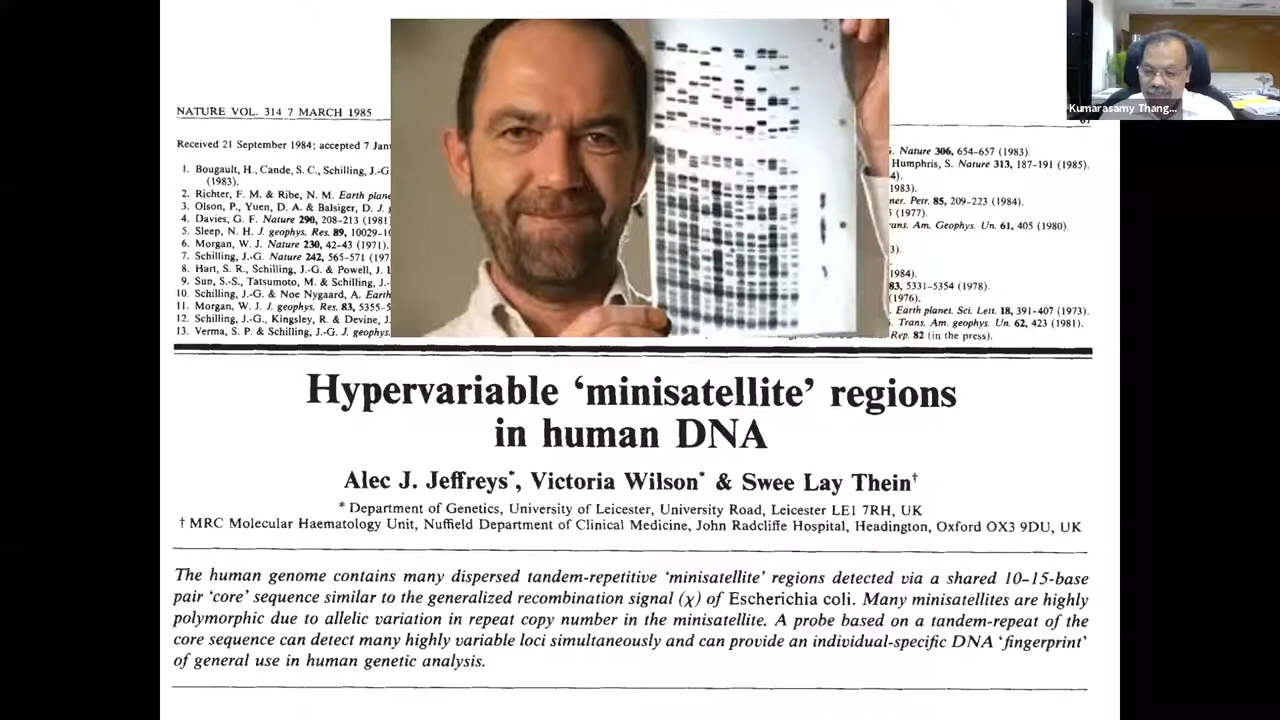 Kumarasamy Thang...
NATURE VOL. 314 7 MARCH 1985
Received 21 September 1984; accepted 7 Jan
1. Bougault, H., Cande, S. C., Schilling, J.-G
(1983).
2. Richter, F. M. & Ribe, N. M. Earth plane
3. Olson, P., Yuen, D. A. & Balsiger, D. J.
4. Davies, G. F. Nature 290, 208-213 (1981
5. Sleep, N. H. J. geophys. Res. 89, 10029-1
6. Morgan, W. J. Nature 230, 42-43 (1971).
7. Schilling, J.-G. Nature 242, 565-571 (197
8. Hart, S. R., Schilling, J.-G. & Powell, J. L
9. Sun, S.-S., Tatsumoto, M. & Schilling, J.-
10. Schilling, J.-G. & Noe Nygaard, A. Earth
11. Morgan, W. J. J. geophys. Res. 83, 5355-5
12. Schilling, J.-G., Kingsley, R. & Devine, J.
13. Verma, S. P. & Schilling, J.-G. J. geophys.
Nature 306, 654-657 (1983).
Humphris, S. Nature 313, 187-191 (1985).
4).
1983).
Petr. 85, 209-223 (1984).
(1977).
Am. Geophys. Un. 61, 405 (1980).
3).
1984).
83, 5331-5354 (1978).
(1976).
Earth planet. Sci. Lett. 18, 391-407 (1973).
Trans. Am. geophys. Un. 62, 423 (1981).
Rep. 82 (in the press).
Hypervariable ‘minisatellite’ regions
in human DNA
Alec J. Jeffreys*, Victoria Wilson* & Swee Lay Thein†
* Department of Genetics, University of Leicester, University Road, Leicester LE1 7RH, UK
† MRC Molecular Haematology Unit, Nuffield Department of Clinical Medicine, John Radcliffe Hospital, Headington, Oxford OX3 9DU, UK
The human genome contains many dispersed tandem-repetitive ‘minisatellite’ regions detected via a shared 10–15-base
pair ‘core’ sequence similar to the generalized recombination signal (χ) of Escherichia coli. Many minisatellites are highly
polymorphic due to allelic variation in repeat copy number in the minisatellite. A probe based on a tandem-repeat of the
core sequence can detect many highly variable loci simultaneously and can provide an individual-specific DNA ‘fingerprint’
of general use in human genetic analysis.